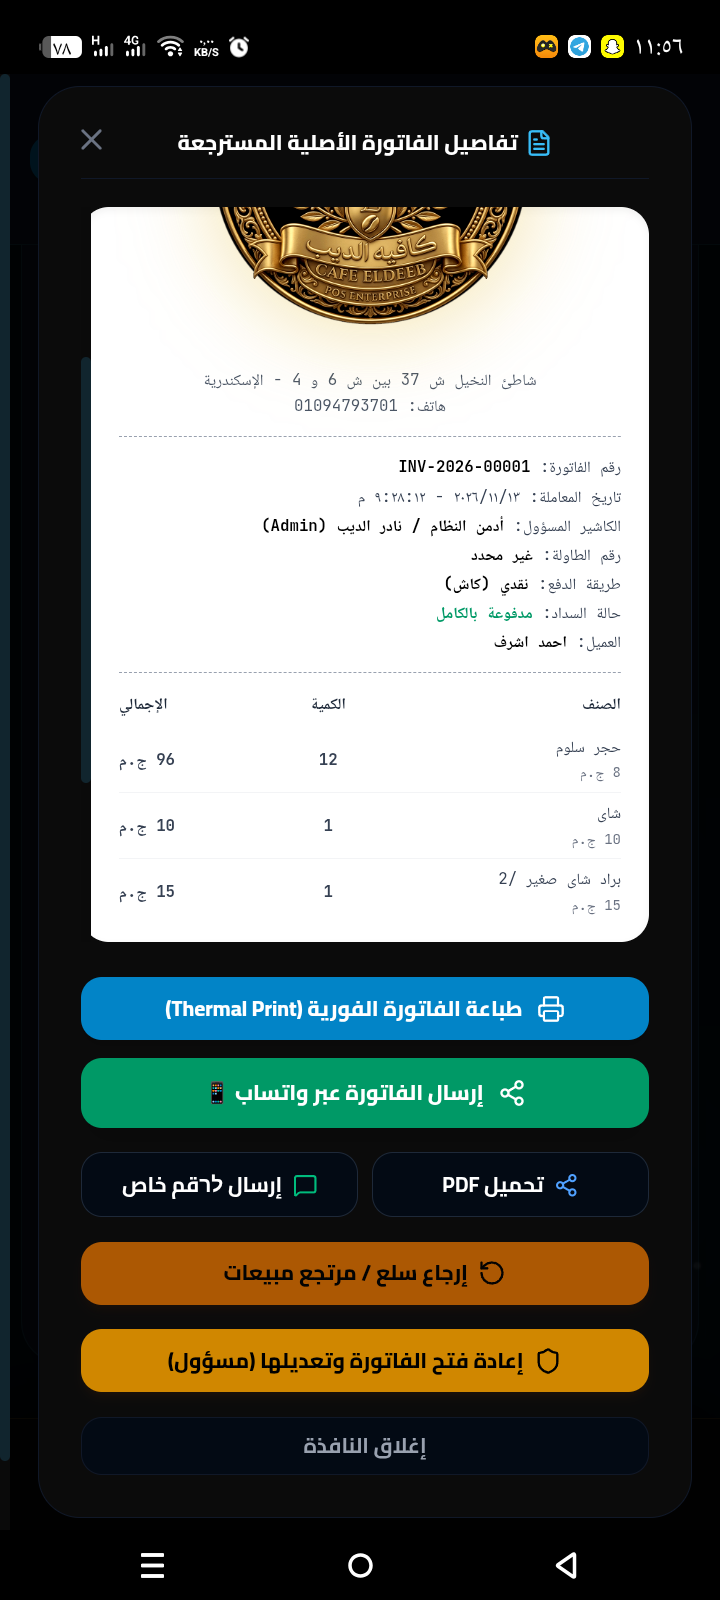 ٧٨ H 4G KB/S ١١:٥٦
تفاصيل الفاتورة الأصلية المسترجعة
كافيه الديب
CAFE ELDEEB
POS ENTERPRISE
شاطئ النخيل ش 37 بين ش 6 و 4 - الإسكندرية
هاتف: 01094793701
رقم الفاتورة: INV-2026-00001
تاريخ المعاملة: ٢٠٢٦/١١/١٣ - ٩:٢٨:١٢ م
الكاشير المسؤول: أدمن النظام / نادر الديب (Admin)
رقم الطاولة: غير محدد
طريقة الدفع: نقدي (كاش)
حالة السداد: مدفوعة بالكامل
العميل: احمد اشرف
الصنف الكمية الإجمالي
حجر سلوم 12 96 ج.م
8 ج.م
شاى 1 10 ج.م
10 ج.م
براد شاى صغير /2 1 15 ج.م
15 ج.م
طباعة الفاتورة الفورية (Thermal Print)
إرسال الفاتورة عبر واتساب 📱
تحميل PDF
إرسال לרقم خاص
إرجاع سلع / مرتجع مبيعات
إعادة فتح الفاتورة وتعديلها (مسؤول)
إغلاق النافذة